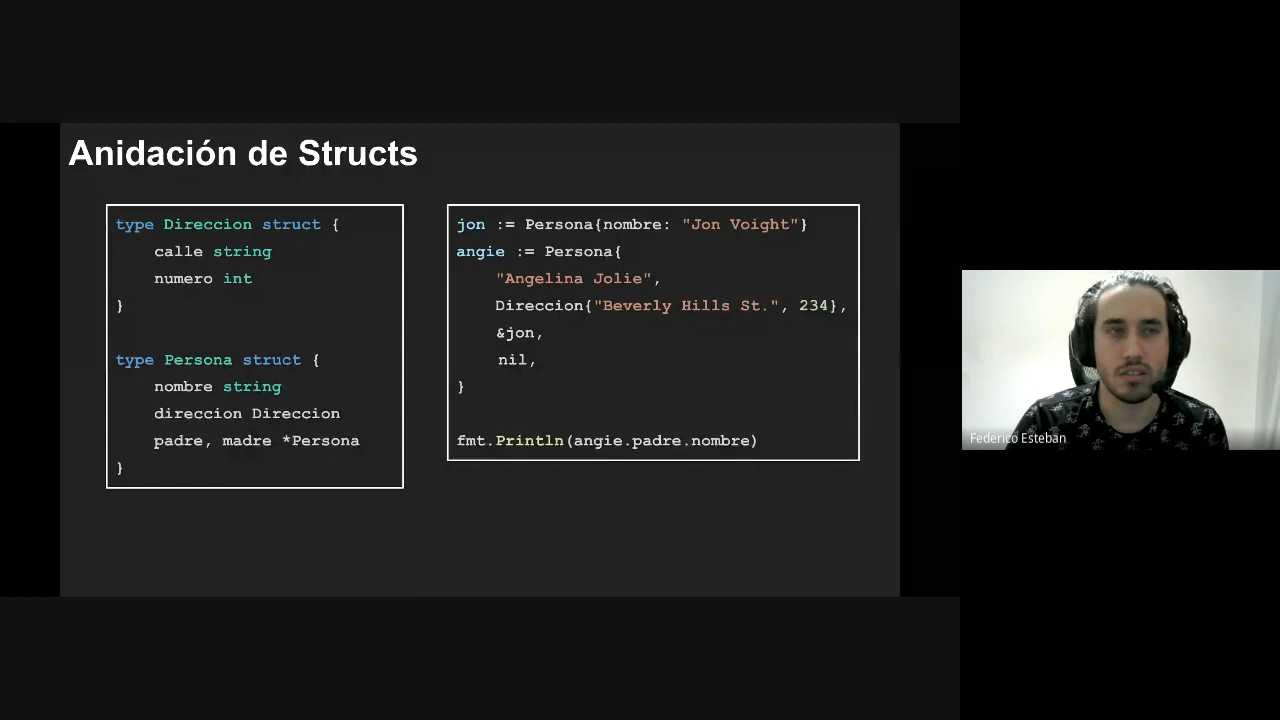 Anidación de Structs
type Direccion struct {
calle string
numero int
}
type Persona struct {
nombre string
direccion Direccion
padre, madre *Persona
}
jon := Persona{nombre: "Jon Voight"}
angie := Persona{
"Angelina Jolie",
Direccion{"Beverly Hills St.", 234},
&jon,
nil,
}
fmt.Println(angie.padre.nombre)
Federico Esteban